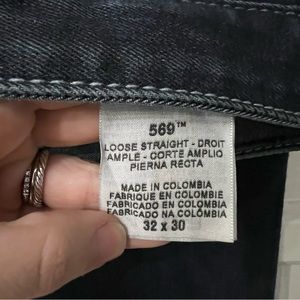 569™
LOOSE STRAIGHT - DROIT
AMPLE - CORTE AMPLIO
PIERNA RECTA
MADE IN COLOMBIA
FABRIQUE EN COLOMBIE
FABRICADO EN COLOMBIA
FABRICADO NA COLÔMBIA
32 x 30